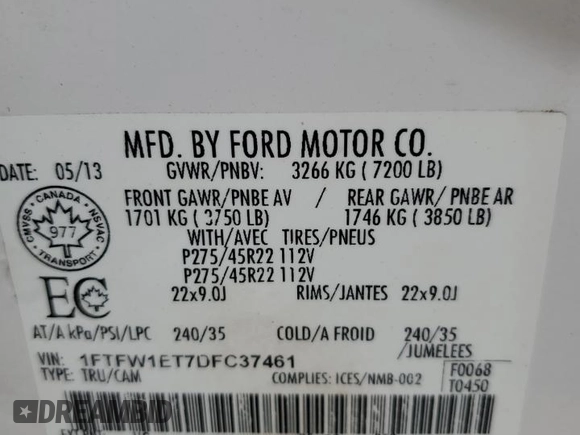 MFD. BY FORD MOTOR CO.
DATE: 05/13 GVWR/PNBV: 3266 KG ( 7200 LB)
FRONT GAWR/PNBE AV / REAR GAWR/ PNBE AR
1701 KG ( 3750 LB) 1746 KG ( 3850 LB)
WITH/AVEC TIRES/PNEUS
P275/45R22 112V
P275/45R22 112V
22x9.0J RIMS/JANTES 22x9.0J
CANADA
CMVSS NSVAC
977
TRANSPORT
EC
AT/A kPa/PSI/LPC 240/35 COLD/A FROID 240/35
/JUMELEES
VIN: 1FTFW1ET7DFC37461
F0068
TYPE: TRU/CAM COMPLIES: ICES/NMB-002
T0450
DREAMBID